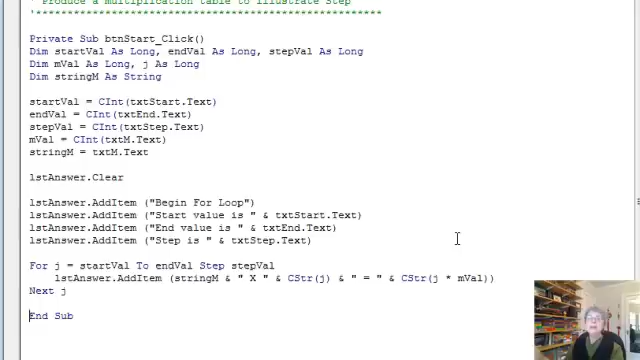 ' Produce a multiplication table to illustrate Step
'****************************************************
Private Sub btnStart_Click()
Dim startVal As Long, endVal As Long, stepVal As Long
Dim mVal As Long, j As Long
Dim stringM As String
startVal = CInt(txtStart.Text)
endVal = CInt(txtEnd.Text)
stepVal = CInt(txtStep.Text)
mVal = CInt(txtM.Text)
stringM = txtM.Text
lstAnswer.Clear
lstAnswer.AddItem ("Begin For Loop")
lstAnswer.AddItem ("Start value is " & txtStart.Text)
lstAnswer.AddItem ("End value is " & txtEnd.Text)
lstAnswer.AddItem ("Step is " & txtStep.Text)
For j = startVal To endVal Step stepVal
lstAnswer.AddItem (stringM & " X " & CStr(j) & " = " & CStr(j * mVal))
Next j
End Sub